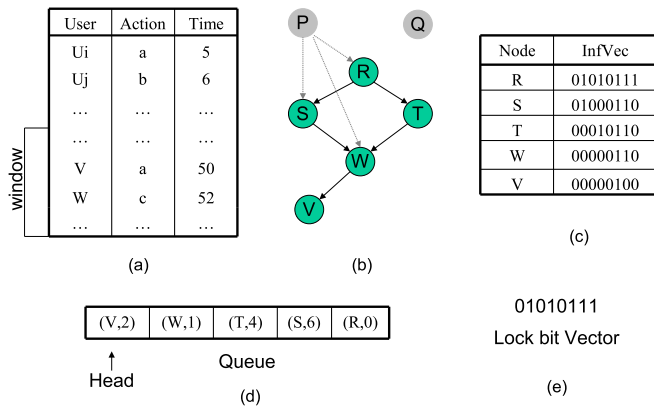 User Action Time
Ui a 5
Uj b 6
... ... ...
... ... ...
V a 50
W c 52
... ... ...
window
(a)
P Q
R
S T
W
V
(b)
Node InfVec
R 01010111
S 01000110
T 00010110
W 00000110
V 00000100
(c)
(V,2) (W,1) (T,4) (S,6) (R,0)
Head
Queue
(d)
01010111
Lock bit Vector
(e)